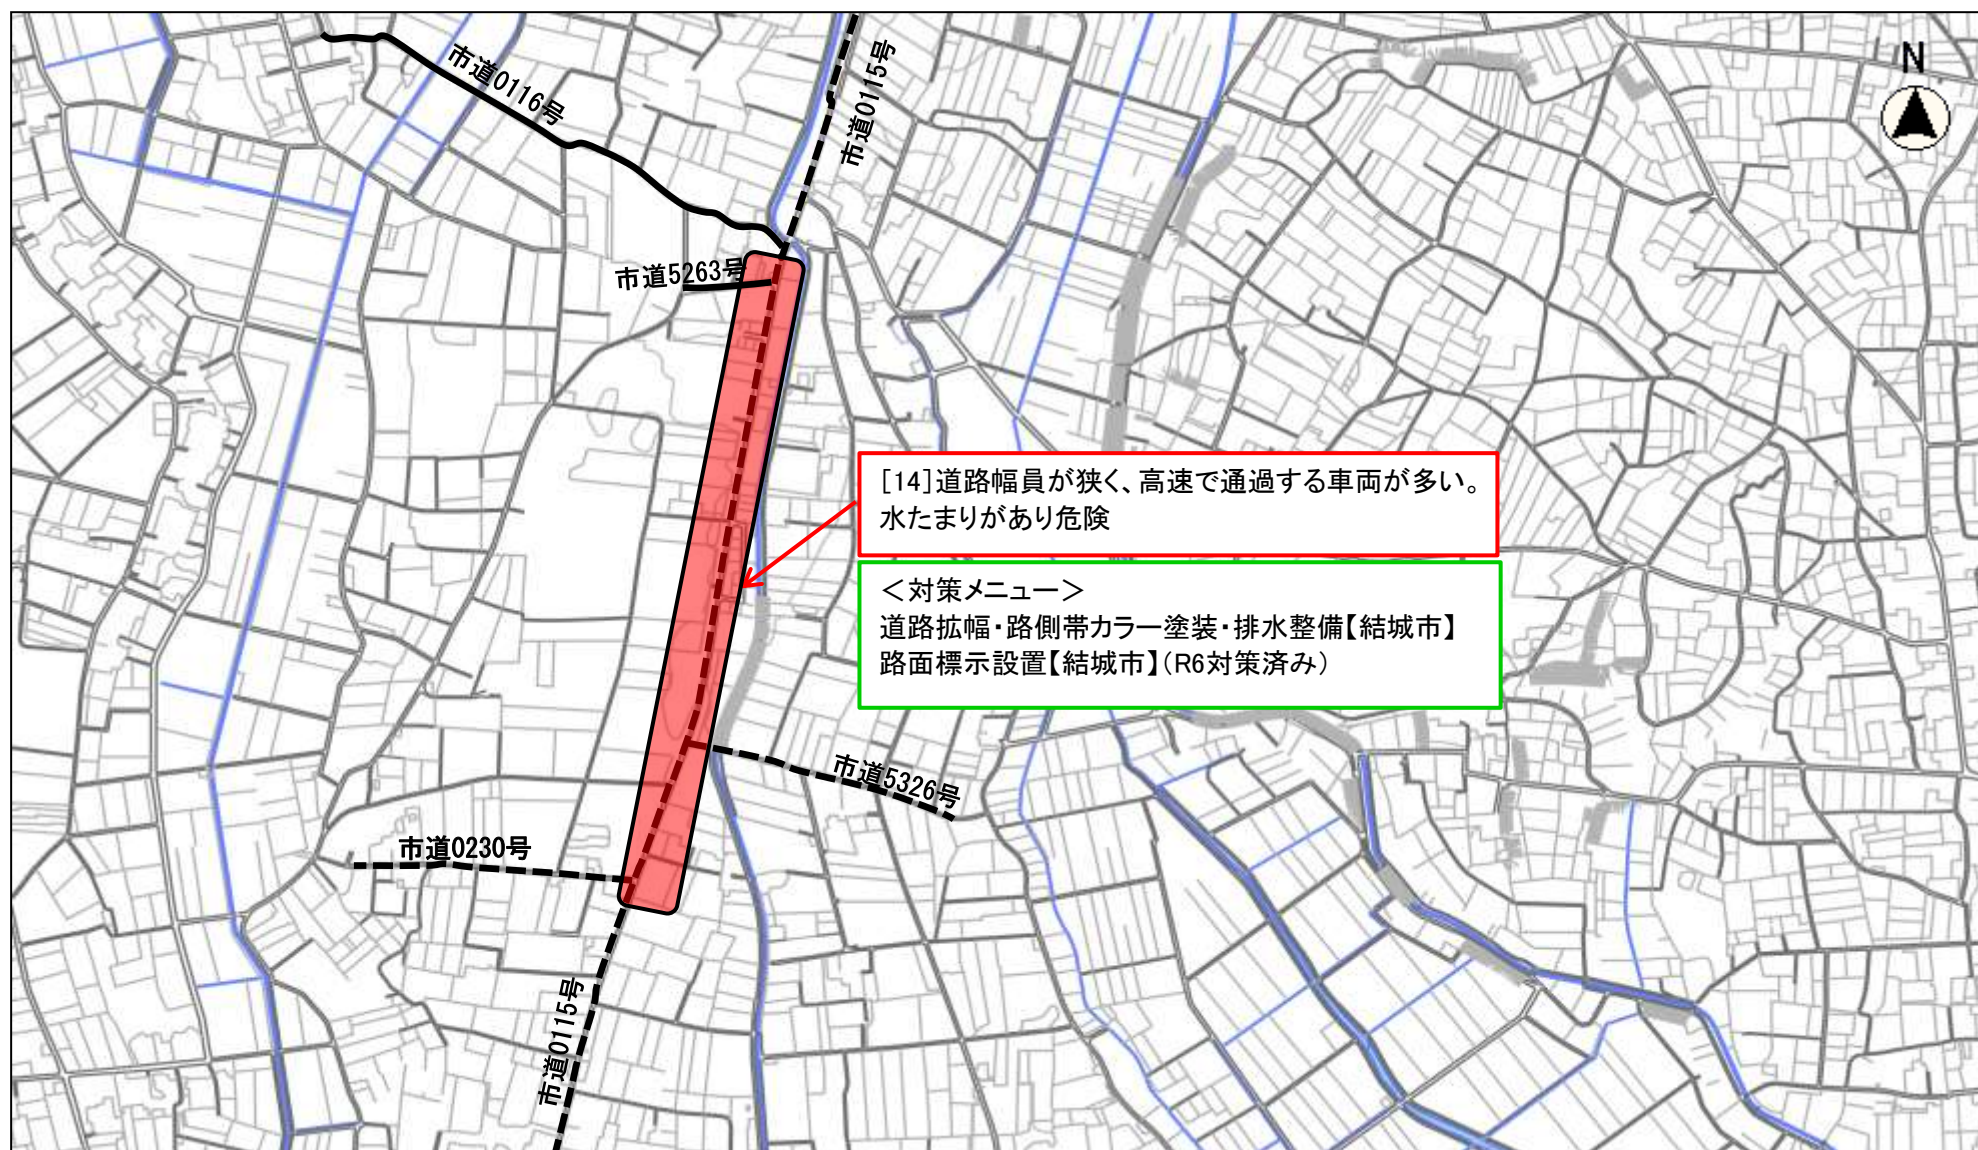 市道0116号
市道0115号
N
市道5263号
[14]道路幅員が狭く、高速で通過する車両が多い。
水たまりがあり危険
＜対策メニュー＞
道路拡幅・路側帯カラー塗装・排水整備【結城市】
路面標示設置【結城市】（R6対策済み）
市道5326号
市道0230号
市道0115号